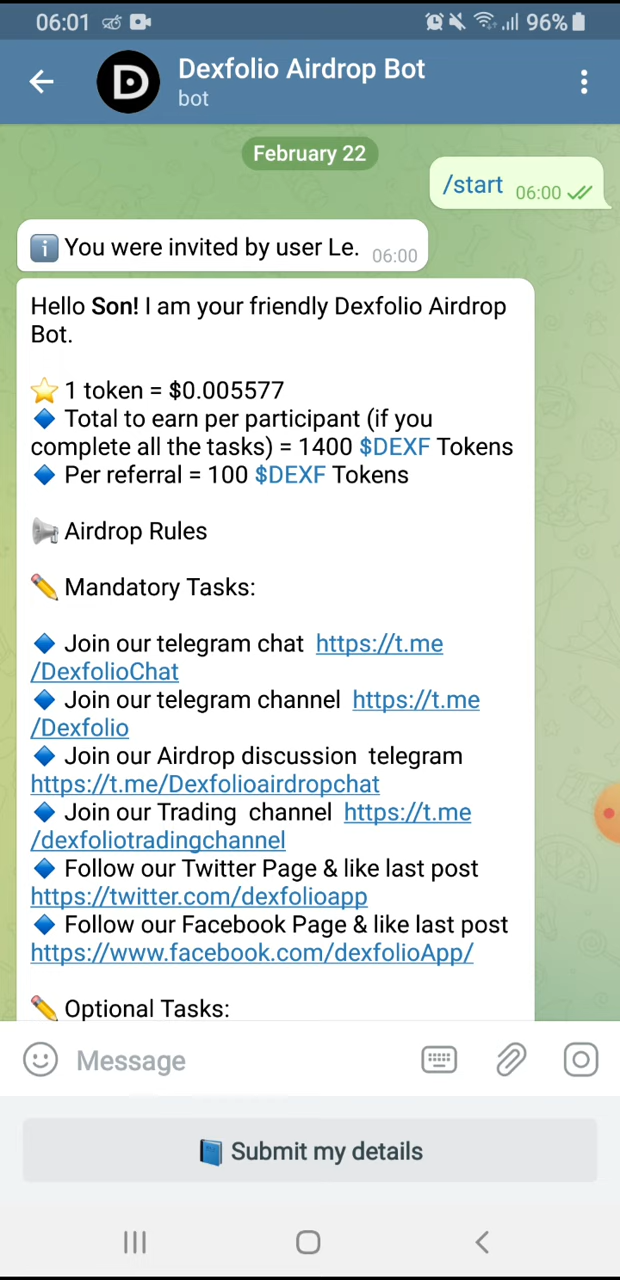 06:01
96%
Dexfolio Airdrop Bot
bot
February 22
/start 06:00
You were invited by user Le. 06:00
Hello Son! I am your friendly Dexfolio Airdrop
Bot.
1 token = $0.005577
Total to earn per participant (if you
complete all the tasks) = 1400 $DEXF Tokens
Per referral = 100 $DEXF Tokens
Airdrop Rules
Mandatory Tasks:
Join our telegram chat https://t.me
/DexfolioChat
Join our telegram channel https://t.me
/Dexfolio
Join our Airdrop discussion telegram
https://t.me/Dexfolioairdropchat
Join our Trading channel https://t.me
/dexfoliotradingchannel
Follow our Twitter Page & like last post
https://twitter.com/dexfolioapp
Follow our Facebook Page & like last post
https://www.facebook.com/dexfolioApp/
Optional Tasks:
Message
Submit my details